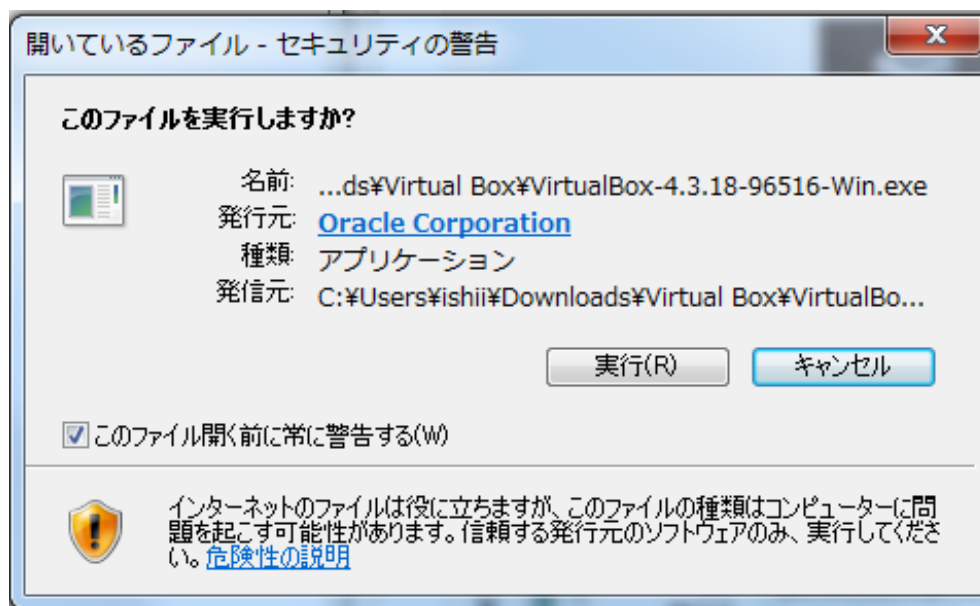 開いているファイル - セキュリティの警告
このファイルを実行しますか?
名前: ...ds¥Virtual Box¥VirtualBox-4.3.18-96516-Win.exe
発行元: Oracle Corporation
種類: アプリケーション
発信元: C:¥Users¥ishii¥Downloads¥Virtual Box¥VirtualBo...
実行(R) キャンセル
このファイル開く前に常に警告する(W)
インターネットのファイルは役に立ちますが、このファイルの種類はコンピューターに問
題を起こす可能性があります。信頼する発行元のソフトウェアのみ、実行してくださ
い。危険性の説明